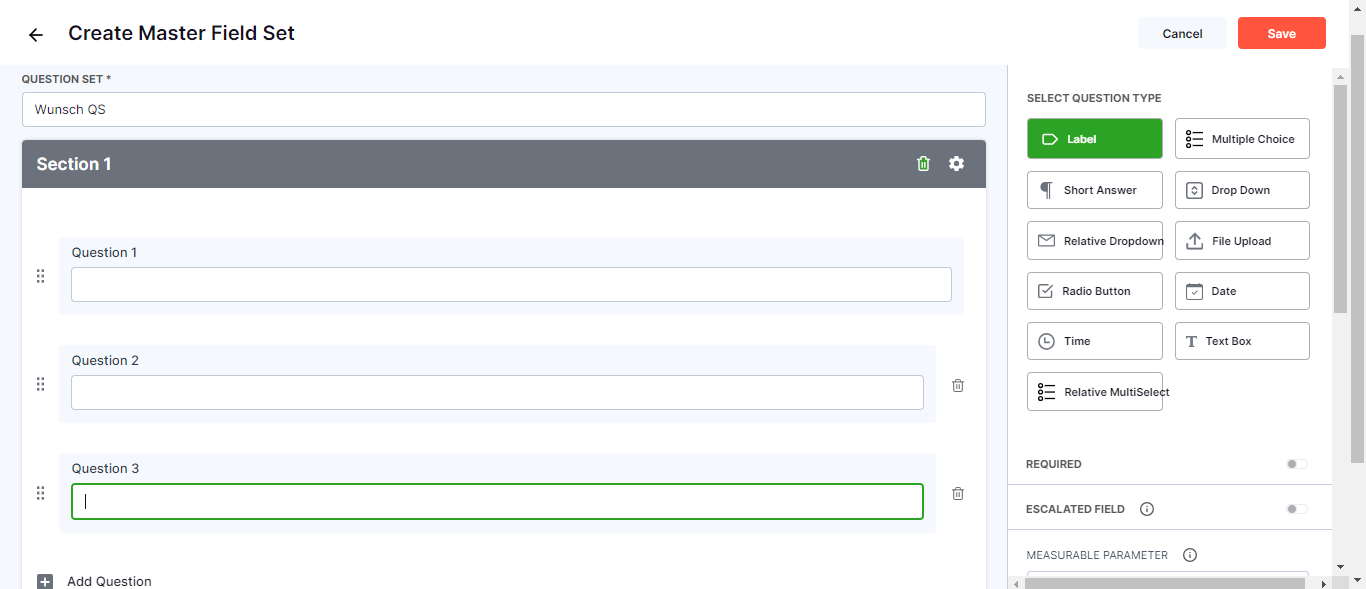 Create Master Field Set
Cancel
Save
QUESTION SET *
Wunsch QS
Section 1
Question 1
Question 2
Question 3
Add Question
SELECT QUESTION TYPE
Label
Multiple Choice
Short Answer
Drop Down
Relative Dropdown
File Upload
Radio Button
Date
Time
Text Box
Relative MultiSelect
REQUIRED
ESCALATED FIELD
MEASURABLE PARAMETER